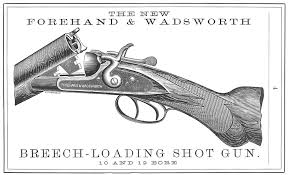 THE NEW
FOREHAND & WADSWORTH
BREECH-LOADING SHOT GUN.
10 AND 12 BORE